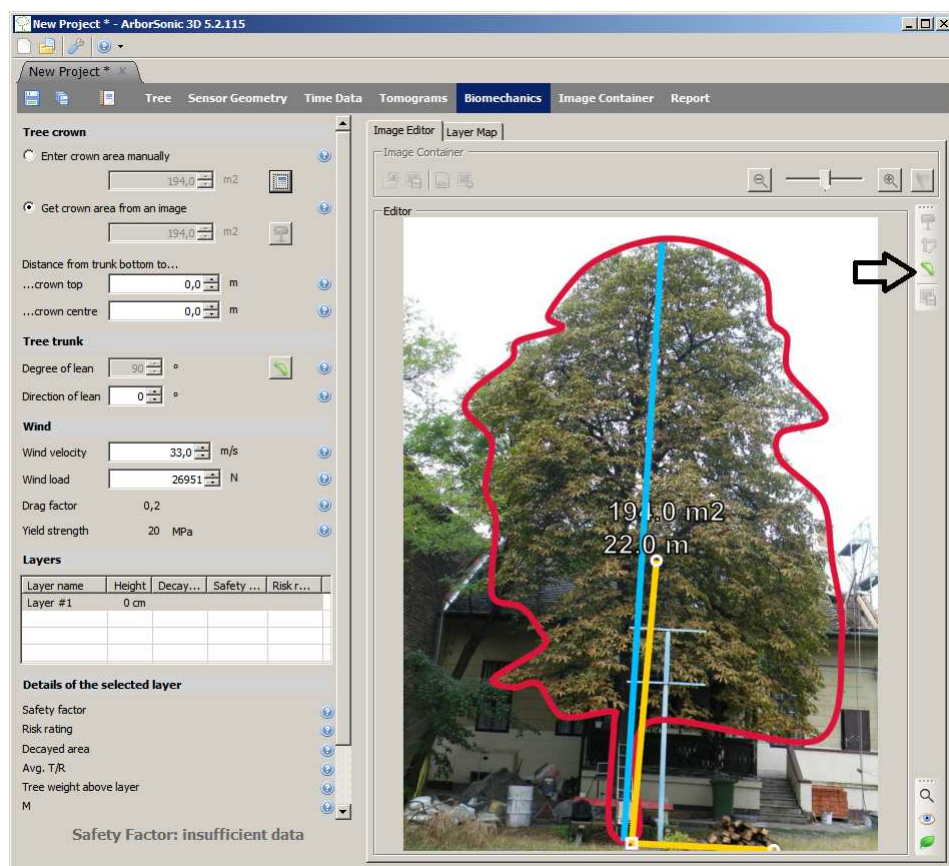 New Project * - ArborSonic 3D 5.2.115
New Project *
Tree Sensor Geometry Time Data Tomograms Biomechanics Image Container Report
Tree crown
Enter crown area manually
194,0 m2
Get crown area from an image
194,0 m2
Distance from trunk bottom to...
...crown top 0,0 m
...crown centre 0,0 m
Tree trunk
Degree of lean 90 °
Direction of lean 0 °
Wind
Wind velocity 33,0 m/s
Wind load 26951 N
Drag factor 0,2
Yield strength 20 MPa
Layers
Layer name Height Decay... Safety ... Risk r...
Layer #1 0 cm
Details of the selected layer
Safety factor
Risk rating
Decayed area
Avg. T/R
Tree weight above layer
M
Safety Factor: insufficient data
Image Editor Layer Map
Image Container
Editor
194.0 m2
22.0 m